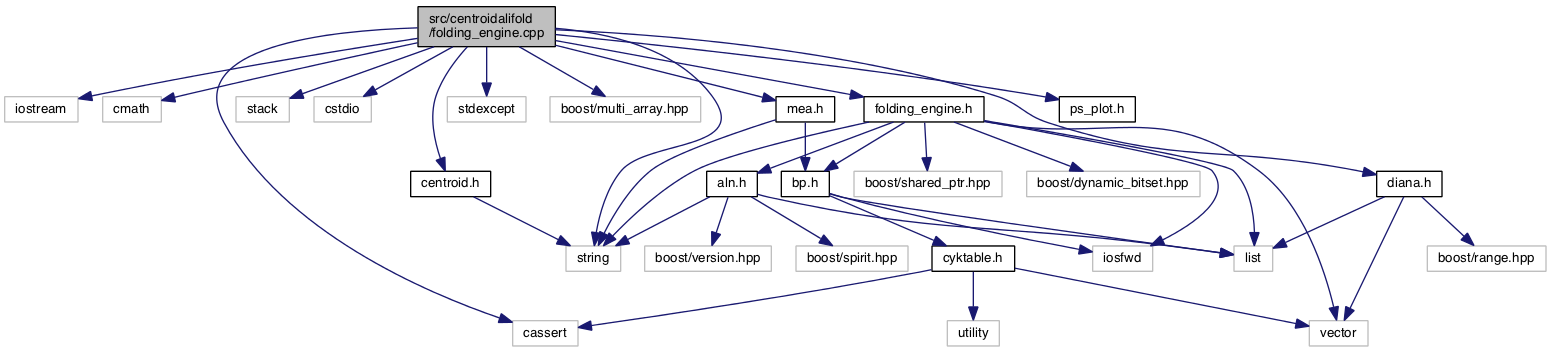 src/centroidalifold
/folding_engine.cpp
iostream
cmath
stack
cstdio
stdexcept
boost/multi_array.hpp
mea.h
folding_engine.h
ps_plot.h
centroid.h
aln.h
bp.h
boost/shared_ptr.hpp
boost/dynamic_bitset.hpp
diana.h
string
boost/version.hpp
boost/spirit.hpp
cyktable.h
iosfwd
list
boost/range.hpp
cassert
utility
vector